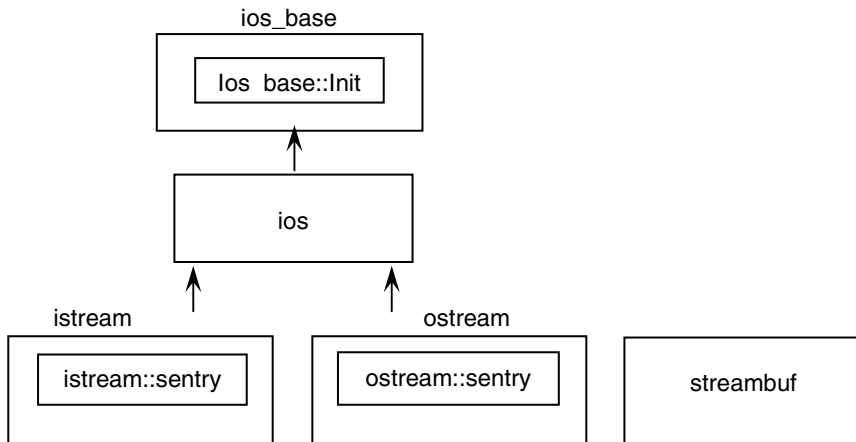 ios_base
Ios base::Init
ios
istream
ostream
istream::sentry
ostream::sentry
streambuf